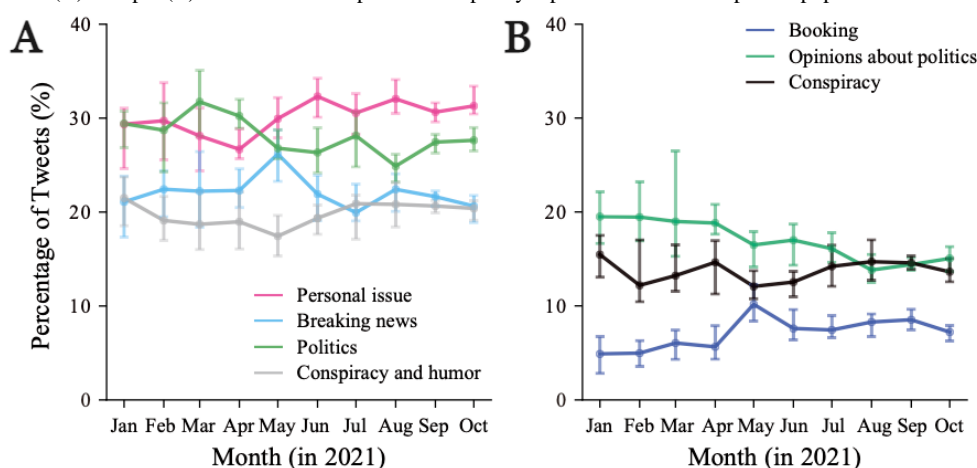 A
Percentage of Tweets (%)
40
30
20
10
0
Personal issue
Breaking news
Politics
Conspiracy and humor
Jan Feb Mar Apr May Jun Jul Aug Sep Oct
Month (in 2021)
B
40
30
20
10
0
Booking
Opinions about politics
Conspiracy
Jan Feb Mar Apr May Jun Jul Aug Sep Oct
Month (in 2021)